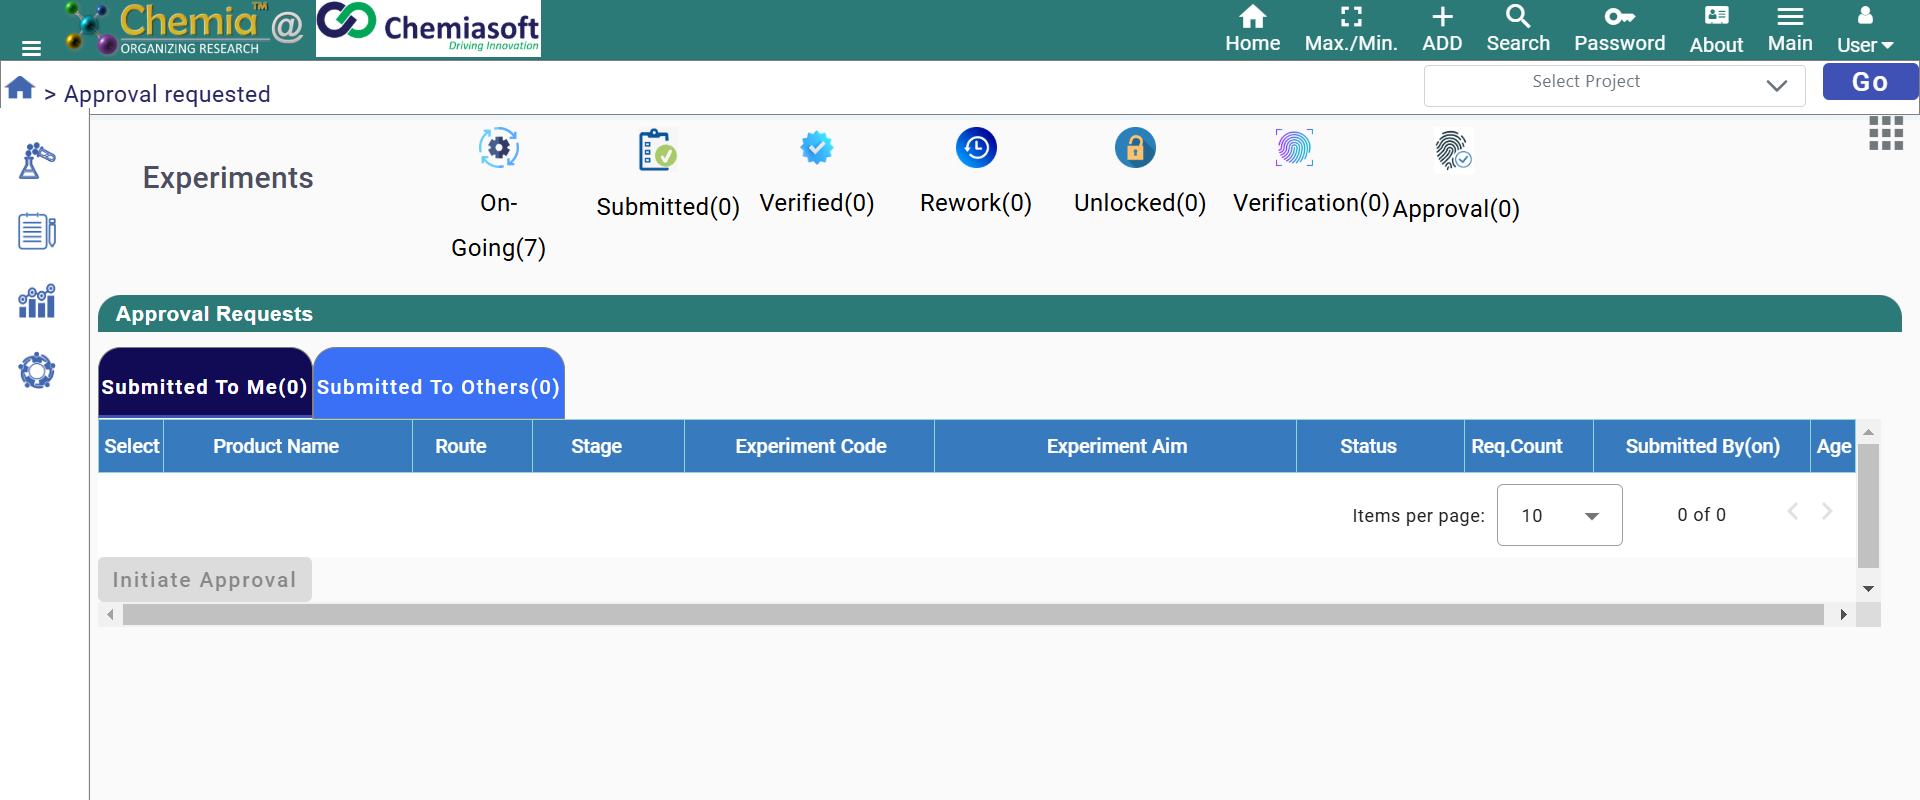 Chemia™ @
ORGANIZING RESEARCH
Chemiasoft
Driving Innovation
Home Max./Min. ADD Search Password About Main User
> Approval requested
Select Project
Go
Experiments
On-
Going(7)
Submitted(0)
Verified(0)
Rework(0)
Unlocked(0)
Verification(0)
Approval(0)
Approval Requests
Submitted To Me(0) Submitted To Others(0)
Select Product Name Route Stage Experiment Code Experiment Aim Status Req.Count Submitted By(on) Age
Items per page: 10 0 of 0
Initiate Approval